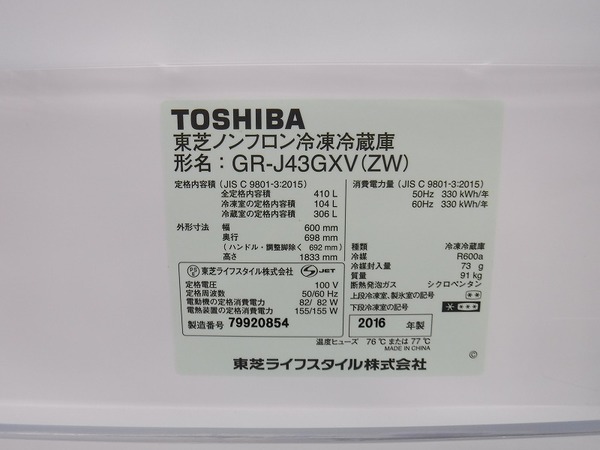 TOSHIBA
東芝ノンフロン冷凍冷蔵庫
形名：GR-J43GXV(ZW)
定格内容積（JIS C 9801-3:2015）
全定格内容積 410 L
冷凍室の定格内容積 104 L
冷蔵室の定格内容積 306 L
外形寸法 幅 600 mm
奥行 698 mm
（ハンドル・調整脚除く 692 mm）
高さ 1833 mm
PSE 東芝ライフスタイル株式会社 S JET
定格電圧 100 V
定格周波数 50/60 Hz
電動機の定格消費電力 82/ 82 W
電熱装置の定格消費電力 155/155 W
製造番号 79920854
消費電力量（JIS C 9801-3:2015）
50Hz 330 kWh/年
60Hz 330 kWh/年
種類 冷凍冷蔵庫
冷媒 R600a
冷媒封入量 73 g
質量 91 kg
断熱発泡ガス シクロペンタン
上段冷凍室、製氷室の記号 **
下段冷凍室の記号 * ***
2016 年製
温度ヒューズ 76 ℃ または 77 ℃
MADE IN CHINA
東芝ライフスタイル株式会社
©